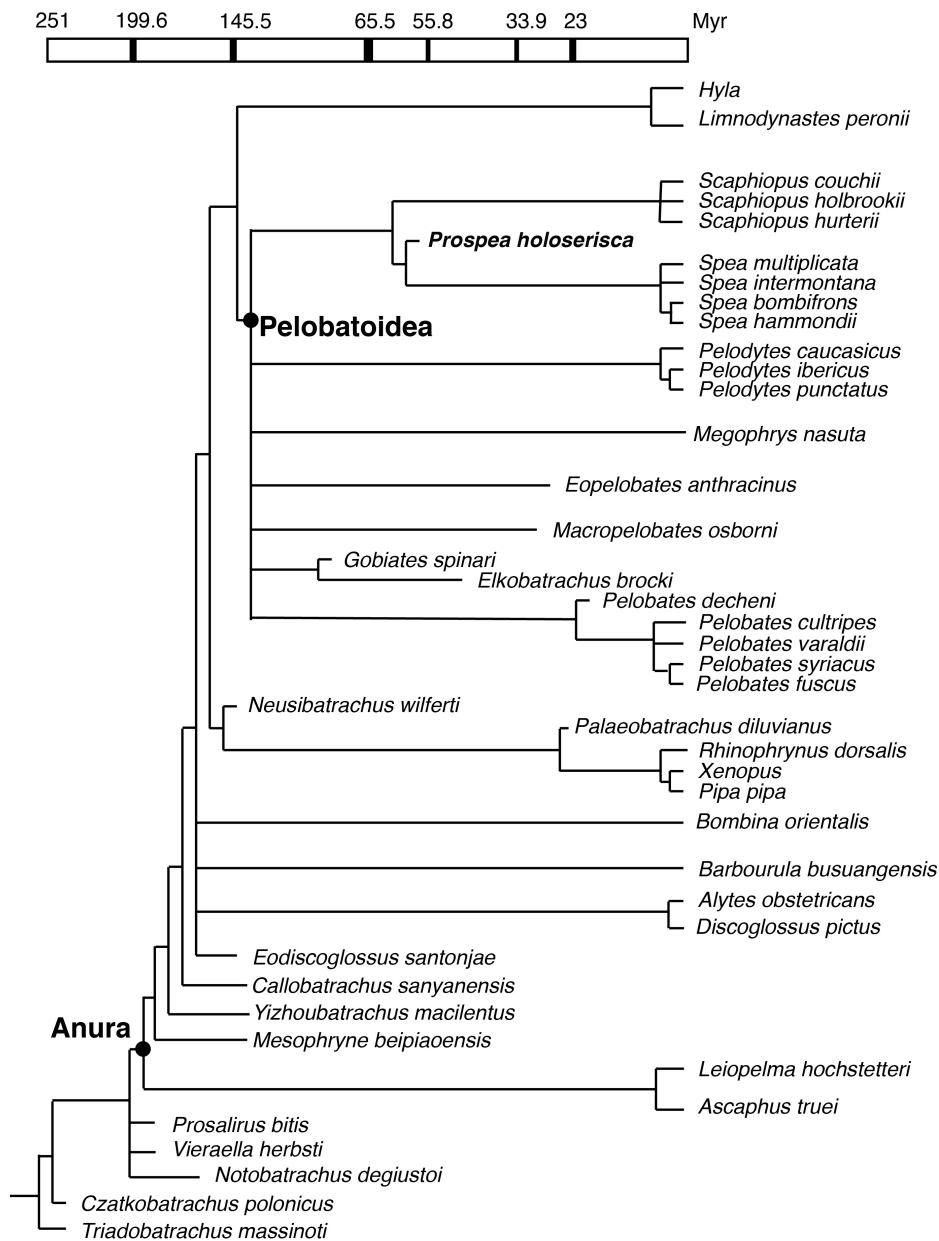 251 199.6 145.5 65.5 55.8 33.9 23 Myr
Hyla
Limnodynastes peronii
Scaphiopus couchii
Scaphiopus holbrookii
Scaphiopus hurterii
Prospea holoserisca
Spea multiplicata
Spea intermontana
Spea bombifrons
Spea hammondii
Pelobatoidea
Pelodytes caucasicus
Pelodytes ibericus
Pelodytes punctatus
Megophrys nasuta
Eopelobates anthracinus
Macropelobates osborni
Gobiates spinari
Elkobatrachus brocki
Pelobates decheni
Pelobates cultripes
Pelobates varaldii
Pelobates syriacus
Pelobates fuscus
Neusibatrachus wilferti
Palaeobatrachus diluvianus
Rhinophrynus dorsalis
Xenopus
Pipa pipa
Bombina orientalis
Barbourula busuangensis
Alytes obstetricans
Discoglossus pictus
Eodiscoglossus santonjae
Callobatrachus sanyanensis
Yizhoubatrachus macilentus
Anura
Mesophryne beipiaoensis
Leiopelma hochstetteri
Ascaphus truei
Prosalirus bitis
Vieraella herbsti
Notobatrachus degiustoi
Czatkobatrachus polonicus
Triadobatrachus massinoti